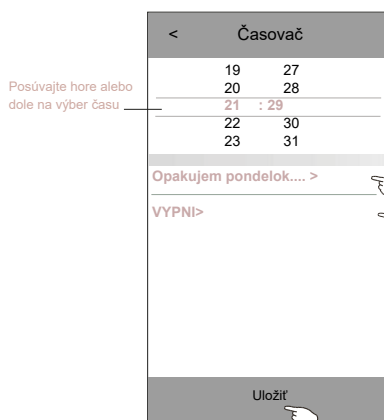 < Časovač
Posúvajte hore alebo
dole na výber času
19 27
20 28
21 : 29
22 30
23 31
Opakujem pondelok.... >
VYPNI>
Uložiť